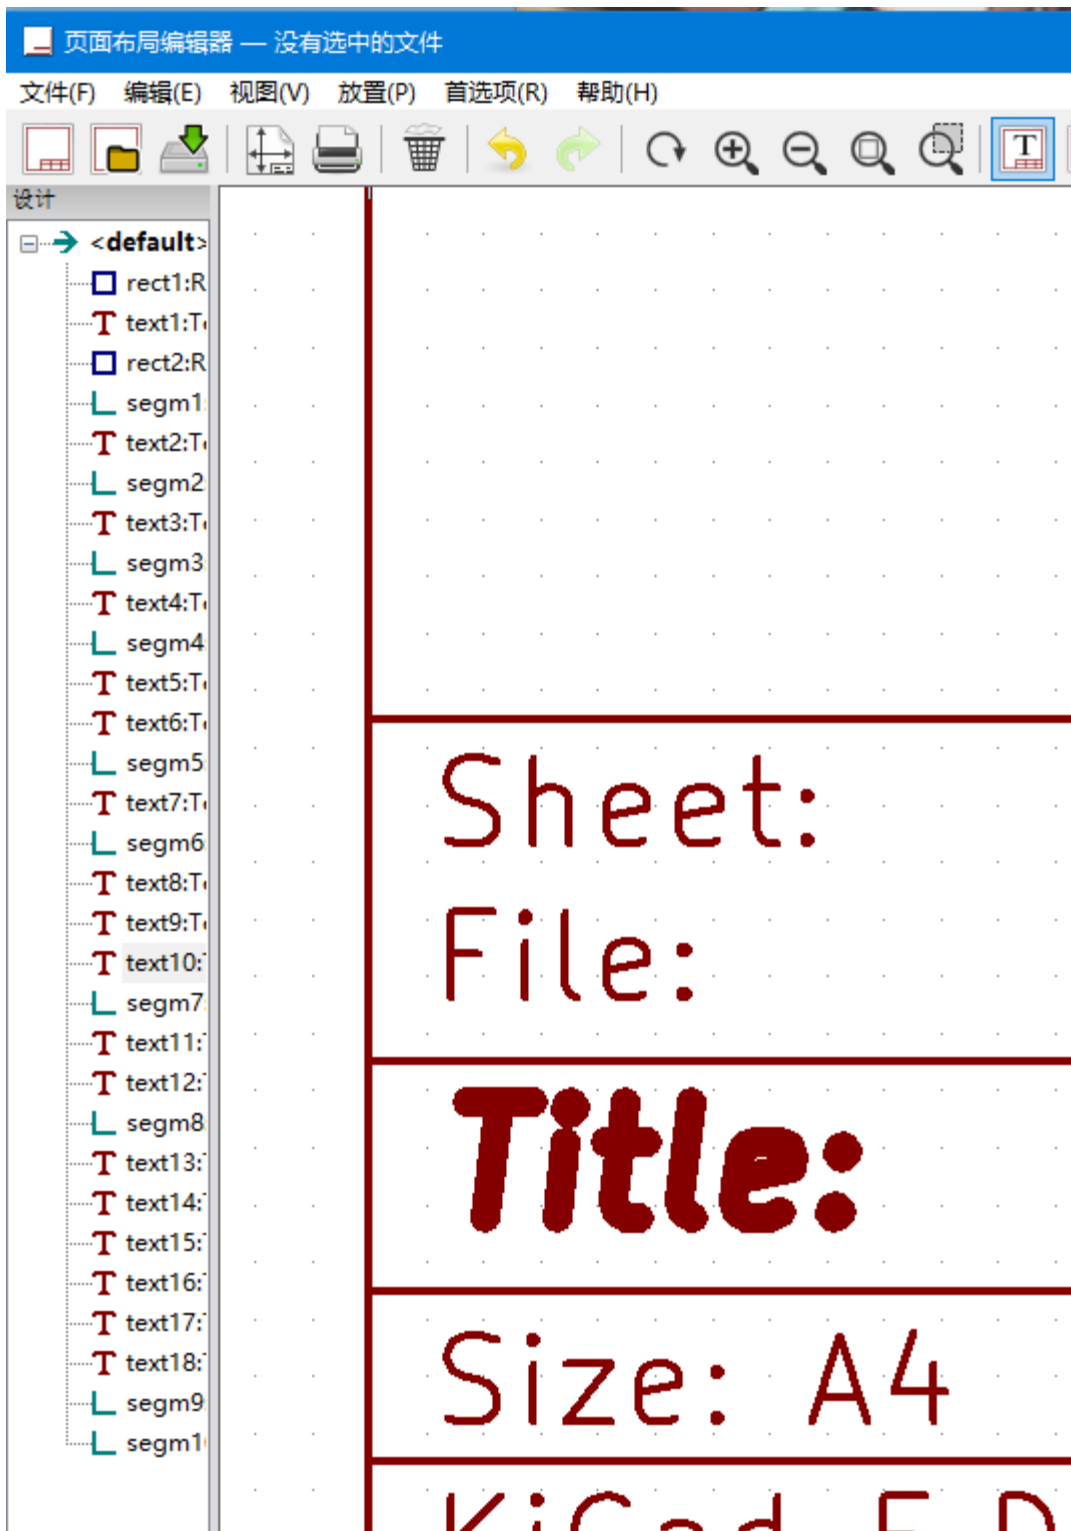 页面布局编辑器 — 没有选中的文件
文件(F) 编辑(E) 视图(V) 放置(P) 首选项(R) 帮助(H)
T
设计
<default>
rect1:R
text1:T
rect2:R
segm1
text2:T
segm2
text3:T
segm3
text4:T
segm4
text5:T
text6:T
segm5
text7:T
segm6
text8:T
text9:T
text10:
segm7
text11:
text12:
segm8
text13:
text14:
text15:
text16:
text17:
text18:
segm9
segm1
Sheet:
File:
Title:
Size: A4
KiCad E.D